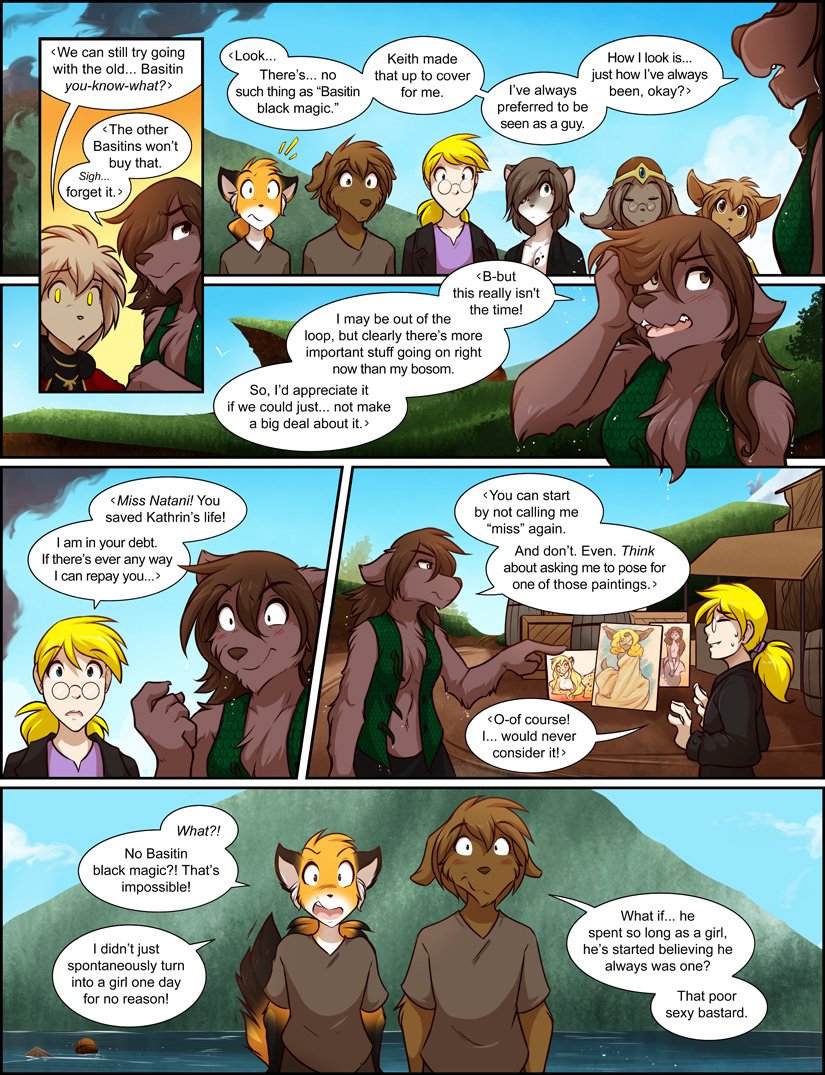 ‹We can still try going
with the old... Basitin
you-know-what?›
‹The other
Basitins won't
buy that.
Sigh...
forget it.›
‹Look...
There's... no
such thing as "Basitin
black magic."
Keith made
that up to cover
for me.
I've always
preferred to be
seen as a guy.
How I look is...
just how I've always
been, okay?›
‹B-but
this really isn't
the time!
I may be out of the
loop, but clearly there's more
important stuff going on right
now than my bosom.
So, I'd appreciate it
if we could just... not make
a big deal about it.›
‹Miss Natani! You
saved Kathrin's life!
I am in your debt.
If there's ever any way
I can repay you...›
‹You can start
by not calling me
"miss" again.
And don't. Even. Think
about asking me to pose for
one of those paintings.›
‹O-of course!
I... would never
consider it!›
What?!
No Basitin
black magic?! That's
impossible!
I didn't just
spontaneously turn
into a girl one day
for no reason!
What if... he
spent so long as a girl,
he's started believing he
always was one?
That poor
sexy bastard.